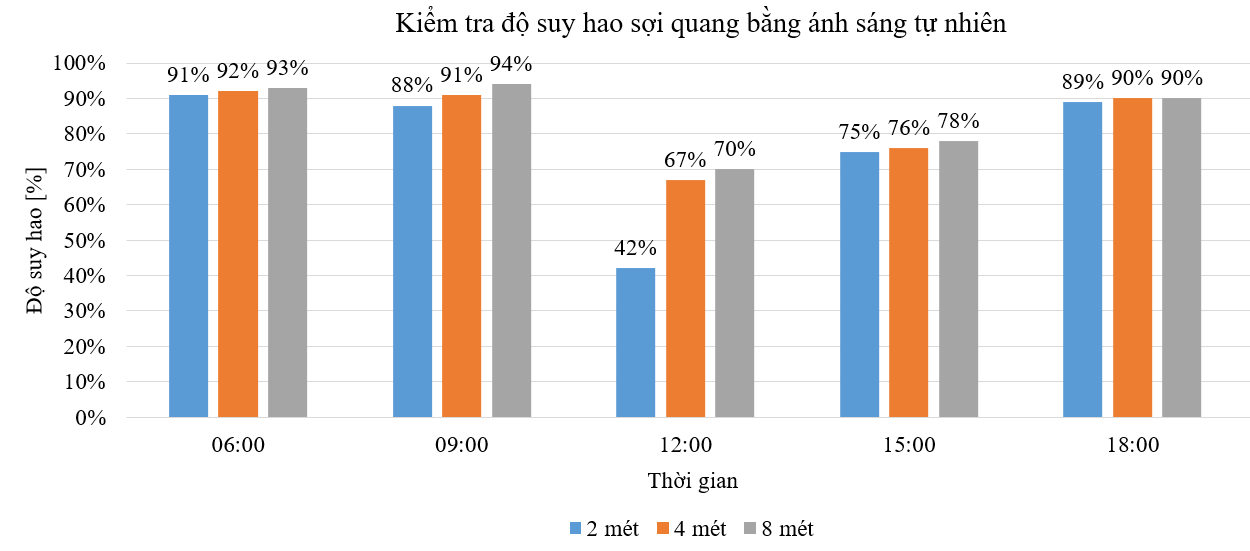 Kiểm tra độ suy hao sợi quang bằng ánh sáng tự nhiên
Độ suy hao [%]
100%
90%
80%
70%
60%
50%
40%
30%
20%
10%
0%
91% 92% 93%
88% 91% 94%
42% 67% 70%
75% 76% 78%
89% 90% 90%
06:00 09:00 12:00 15:00 18:00
Thời gian
2 mét 4 mét 8 mét